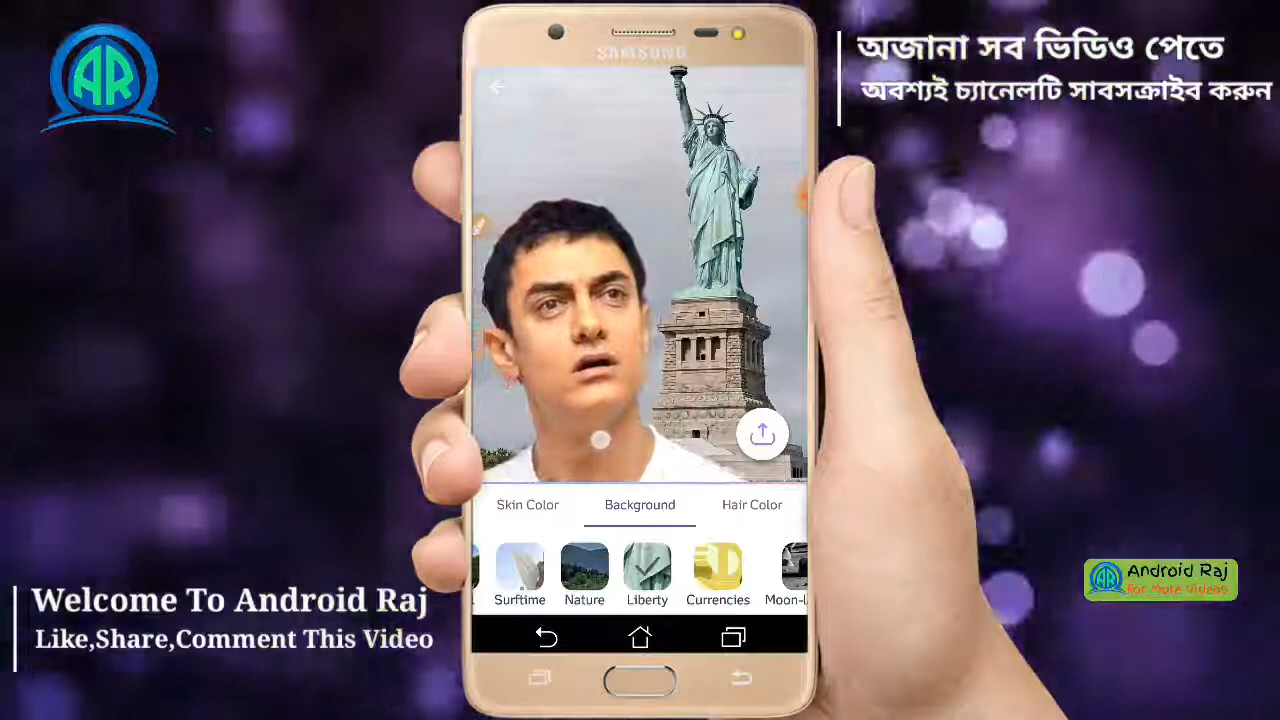 AR
অজানা সব ভিডিও পেতে
অবশ্যই চ্যানেলটি সাবসক্রাইব করুন
SAMSUNG
Skin Color Background Hair Color
Surftime Nature Liberty Currencies Moon-L
Welcome To Android Raj
Like,Share,Comment This Video
AR Android Raj
For More Videos